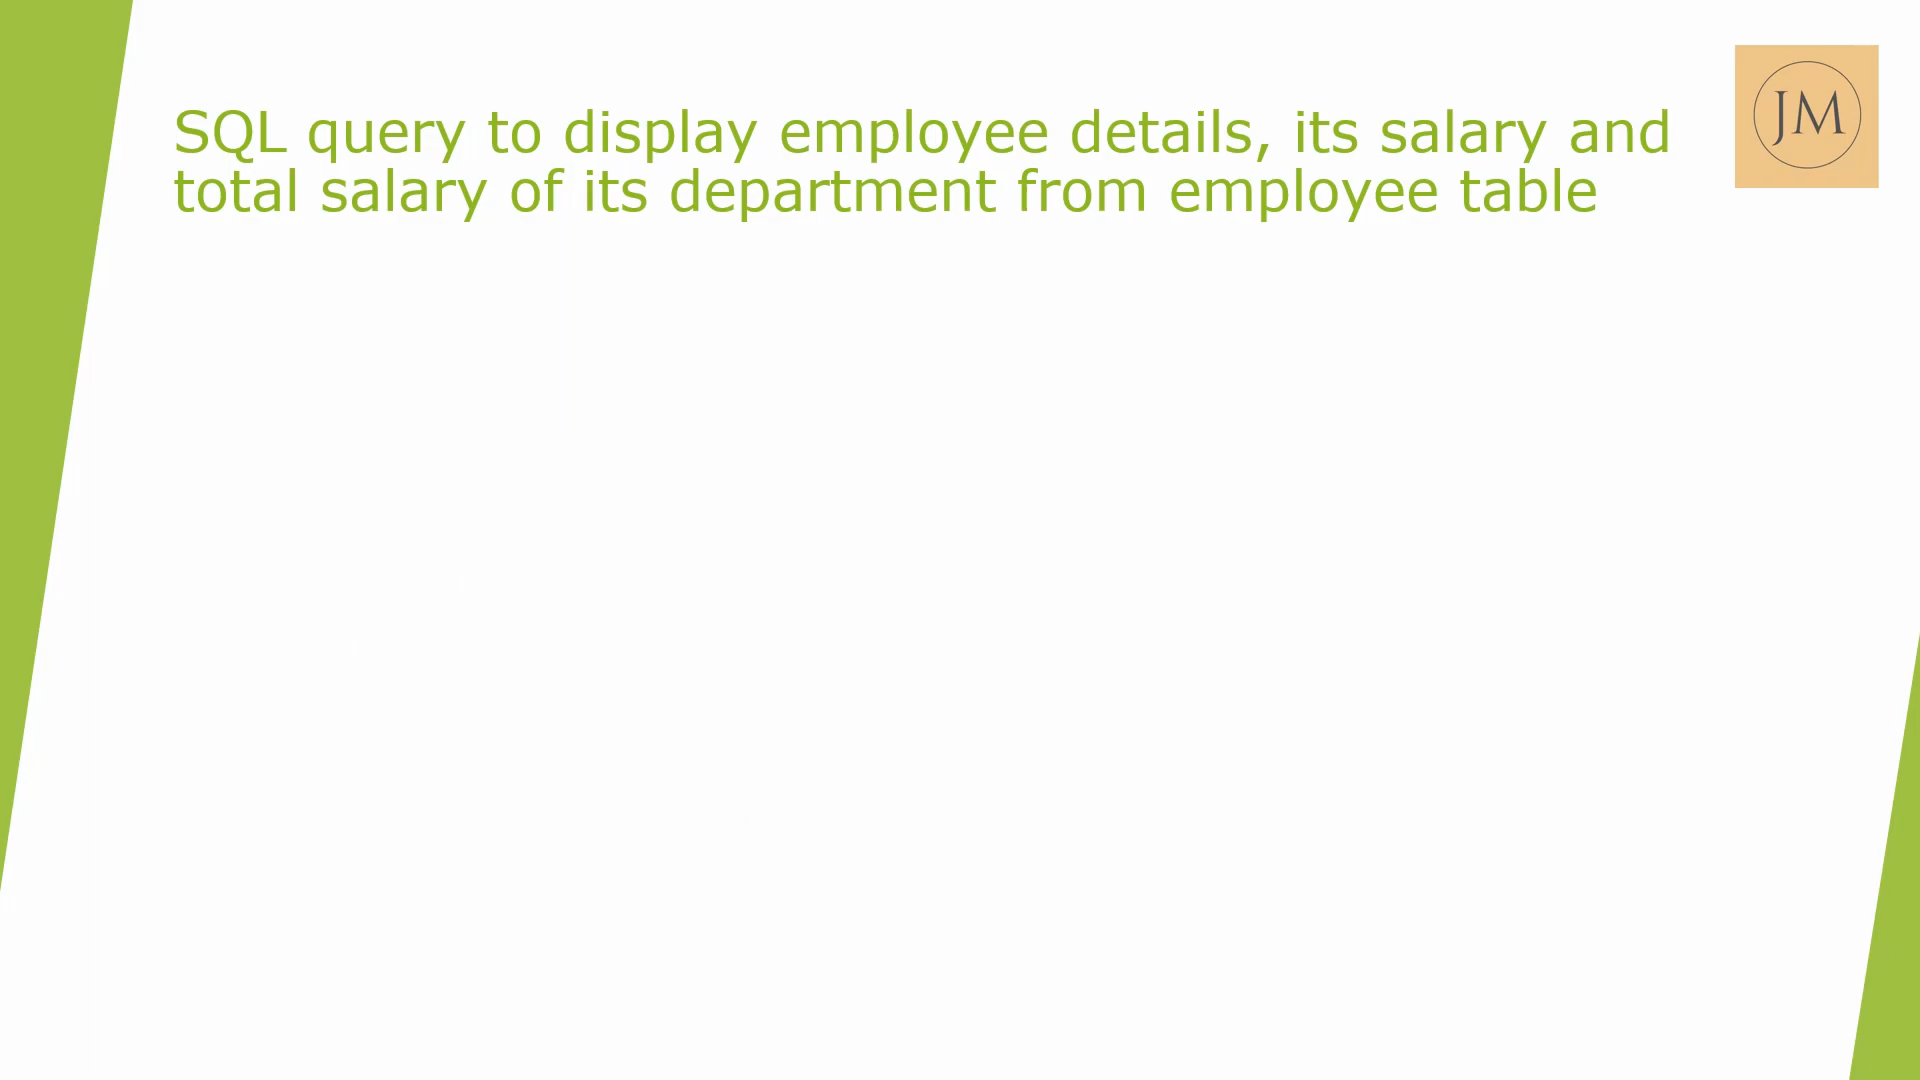 SQL query to display employee details, its salary and
total salary of its department from employee table
JM